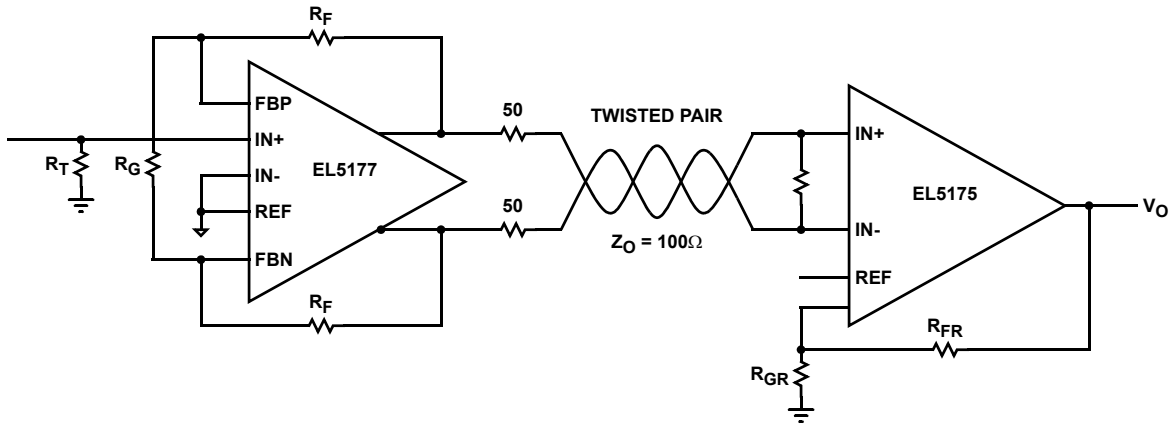 RF
50
TWISTED PAIR
FBP
IN+
IN+
RT
RG
IN-
EL5177
EL5175
VO
REF
50
IN-
ZO = 100Ω
FBN
REF
RF
RFR
RGR